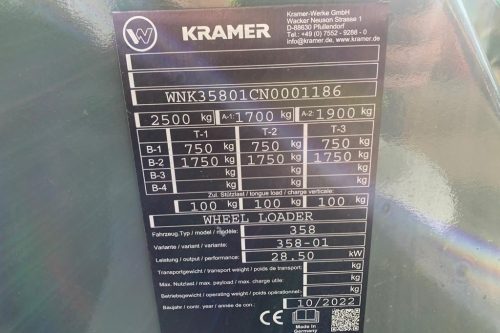 W KRAMER
Kramer-Werke GmbH
Wacker Neuson Strasse 1
D-88630 Pfullendorf
Tel.: +49 (0) 7552 - 9288 - 0
info@kramer.de, www.kramer.de
WNK35801CN0001186
2500 kg A-1: 1700 kg A-2: 1900 kg
T-1 T-2 T-3
B-1 750 kg 750 kg 750 kg
B-2 1750 kg 1750 kg 1750 kg
B-3 kg kg kg
B-4 kg kg kg
Zul. Stützlast / tongue load / charge verticale:
100 kg 100 kg 100 kg
WHEEL LOADER
Fahrzeug.Typ / model / modèle: 358
Variante / variant / variante: 358-01
Leistung / output / performance: 28.50 kW
Transportgewicht / transport weight / poids de transport: kg
Max. Nutzlast / max. payload / max. charge utile: kg
Betriebsgewicht / operating weight / poids opérationnel: kg
Baujahr / constr. year / année de con. 10/2022
CE Made in
Germany